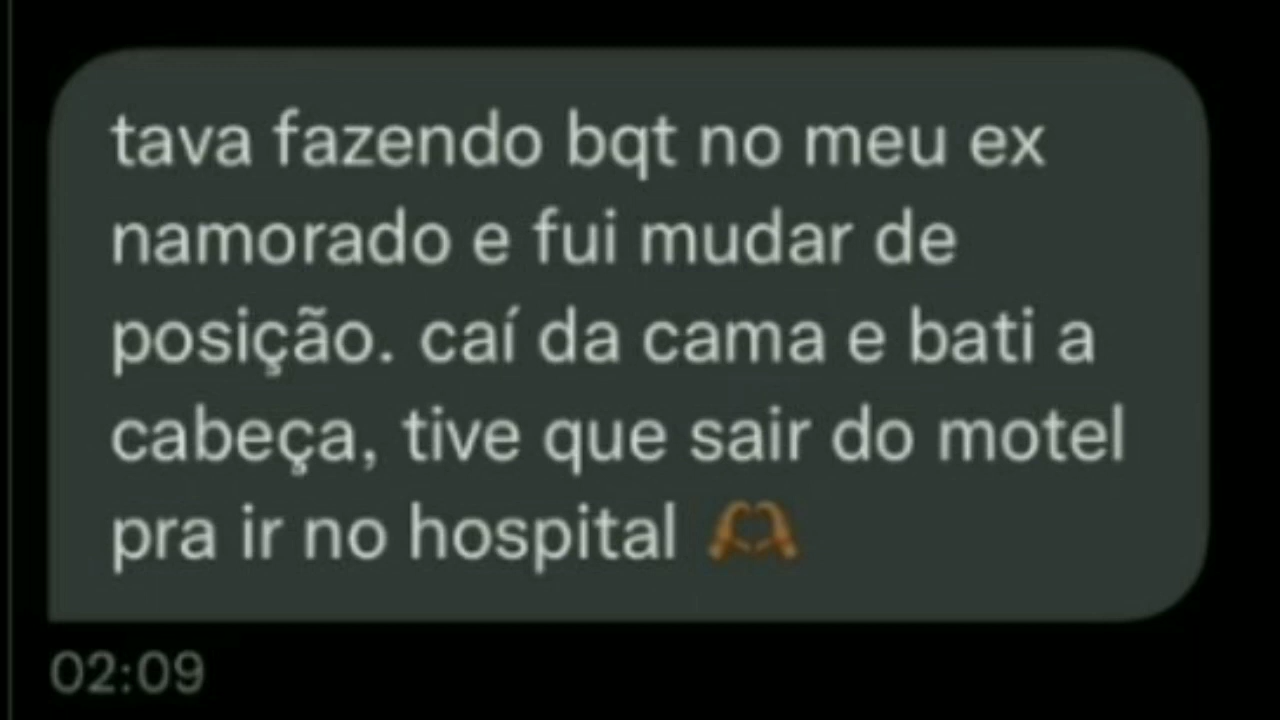 tava fazendo bqt no meu ex
namorado e fui mudar de
posição. caí da cama e bati a
cabeça, tive que sair do motel
pra ir no hospital 🫶🏾
02:09